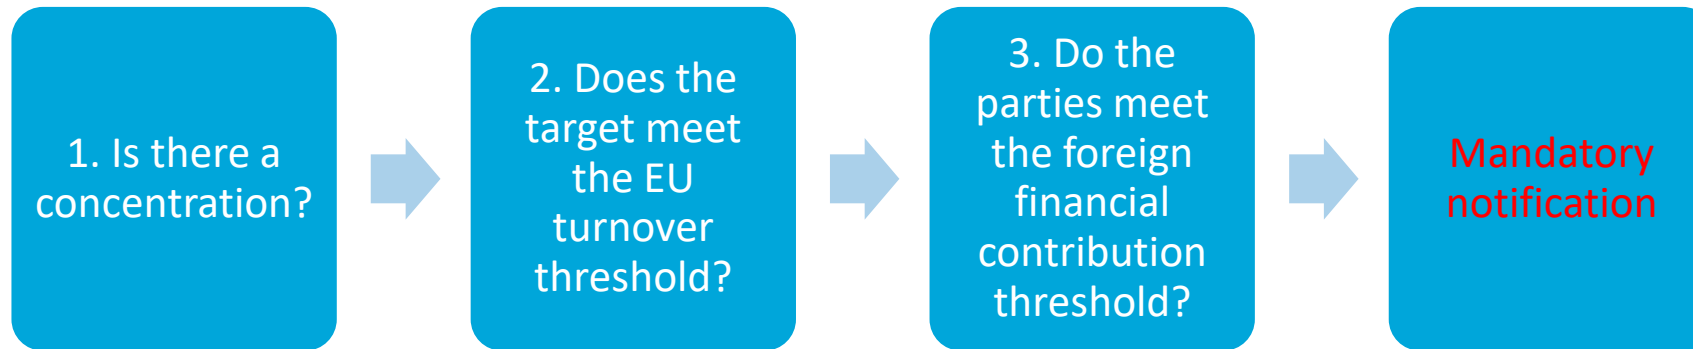 1. Is there a
concentration?
2. Does the
target meet
the EU
turnover
threshold?
3. Do the
parties meet
the foreign
financial
contribution
threshold?
Mandatory
notification